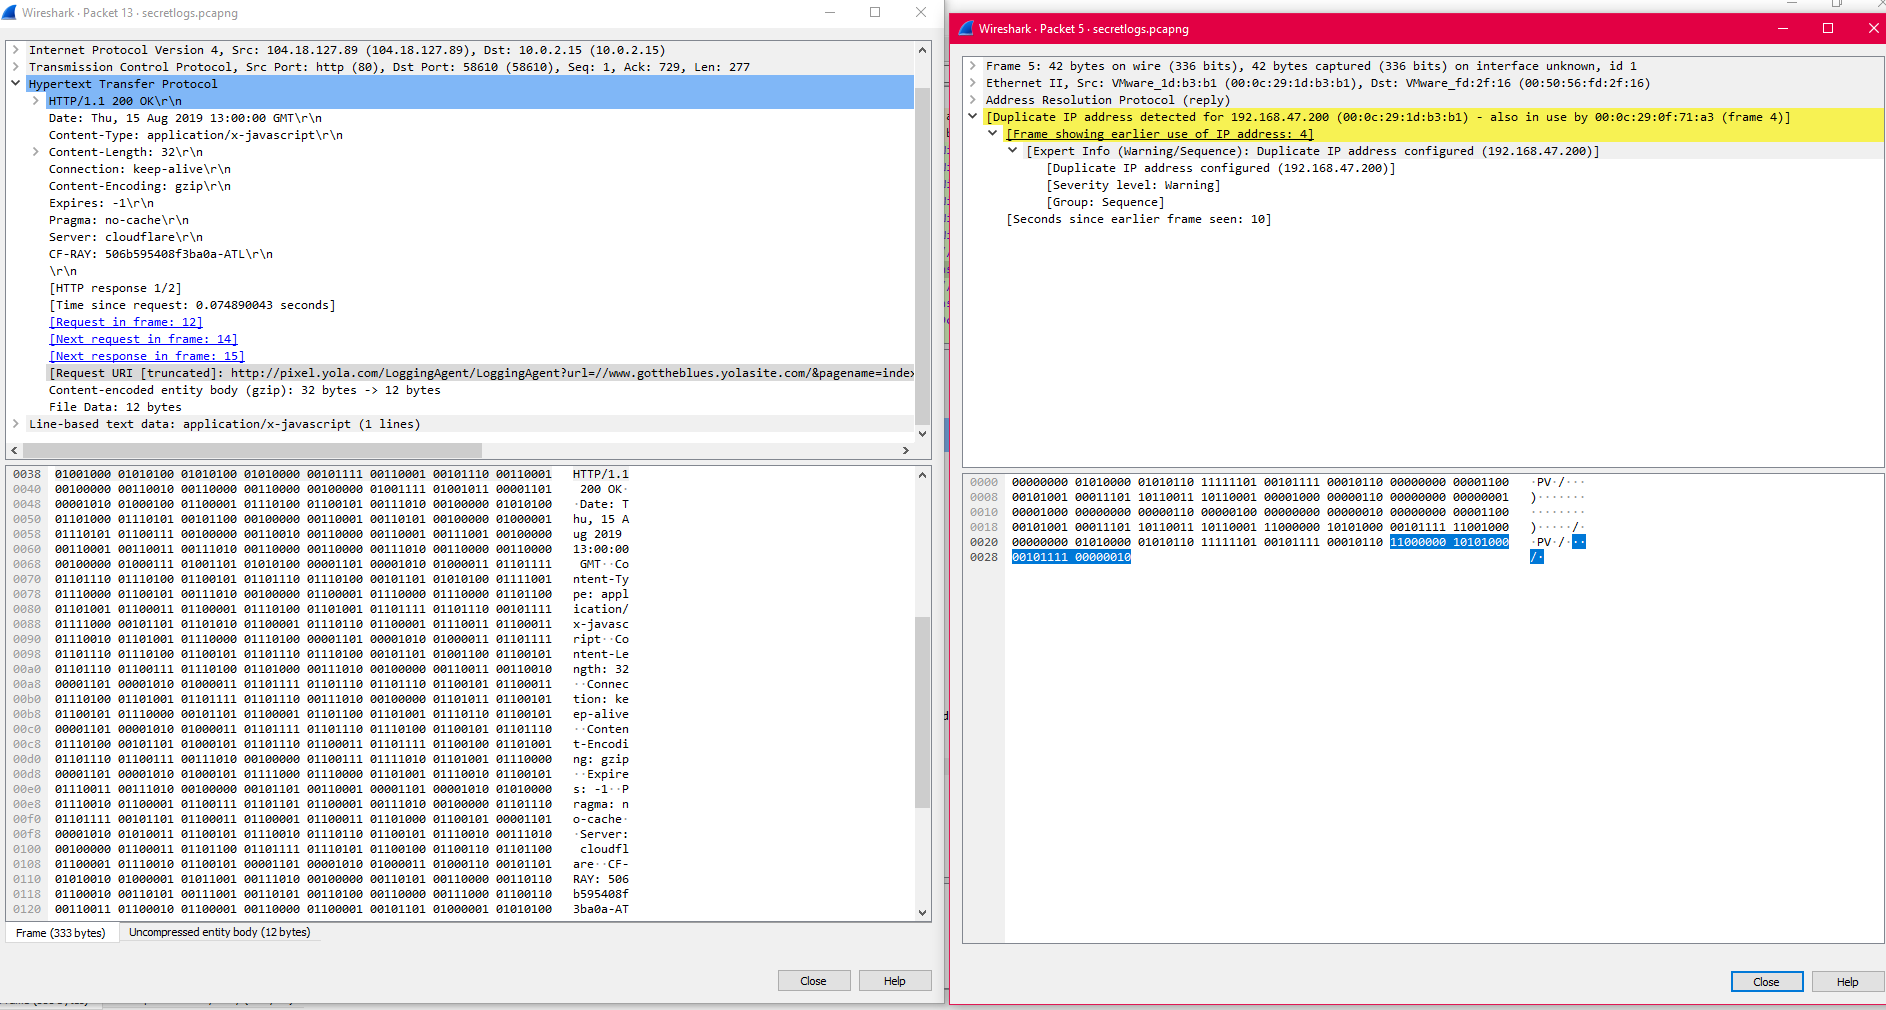 Wireshark · Packet 13 · secretlogs.pcapng
Internet Protocol Version 4, Src: 104.18.127.89 (104.18.127.89), Dst: 10.0.2.15 (10.0.2.15)
Transmission Control Protocol, Src Port: http (80), Dst Port: 58610 (58610), Seq: 1, Ack: 729, Len: 277
Hypertext Transfer Protocol
HTTP/1.1 200 OK\r\n
Date: Thu, 15 Aug 2019 13:00:00 GMT\r\n
Content-Type: application/x-javascript\r\n
Content-Length: 32\r\n
Connection: keep-alive\r\n
Content-Encoding: gzip\r\n
Expires: -1\r\n
Pragma: no-cache\r\n
Server: cloudflare\r\n
CF-RAY: 506b595408f3ba0a-ATL\r\n
\r\n
[HTTP response 1/2]
[Time since request: 0.074890043 seconds]
[Request in frame: 12]
[Next request in frame: 14]
[Next response in frame: 15]
[Request URI [truncated]: http://pixel.yola.com/LoggingAgent/LoggingAgent?url=//www.gottheblues.yolasite.com/&pagename=index
Content-encoded entity body (gzip): 32 bytes -> 12 bytes
File Data: 12 bytes
Line-based text data: application/x-javascript (1 lines)
0038 01001000 01010100 01010100 01010000 00101111 00110001 00101110 00110001 HTTP/1.1
0040 00100000 00110010 00110000 00110000 00100000 01001111 01001011 00001101 200 OK·
0048 00001010 01000100 01100001 01110100 01100101 00111010 00100000 01010100 ·Date: T
0050 01101000 01110101 00101100 00100000 00110001 00110101 00100000 01000001 hu, 15 A
0058 01110101 01100111 00100000 00110010 00110000 00110001 00111001 00100000 ug 2019
0060 00110001 00110011 00111010 00110000 00110000 00111010 00110000 00110000 13:00:00
0068 00100000 01000111 01001101 01010100 00001101 00001010 01000011 01101111 GMT··Co
0070 01101110 01110100 01100101 01101110 01110100 00101101 01010100 01111001 ntent-Ty
0078 01110000 01100101 00111010 00100000 01100001 01110000 01110000 01101100 pe: appl
0080 01101001 01100011 01100001 01110100 01101001 01101111 01101110 00101111 ication/
0088 01111000 00101101 01101010 01100001 01110110 01100001 01110011 01100011 x-javasc
0090 01110010 01101001 01110000 01110100 00001101 00001010 01000011 01101111 ript··Co
0098 01101110 01110100 01100101 01101110 01110100 00101101 01001100 01100101 ntent-Le
00a0 01101110 01100111 01110100 01101000 00111010 00100000 00110011 00110010 ngth: 32
00a8 00001101 00001010 01000011 01101111 01101110 01101110 01100101 01100011 ··Connec
00b0 01110100 01101001 01101111 01101110 00111010 00100000 01101011 01100101 tion: ke
00b8 01100101 01110000 00101101 01100001 01101100 01101001 01110110 01100101 ep-alive
00c0 00001101 00001010 01000011 01101111 01101110 01110100 01100101 01101110 ··Conten
00c8 01110100 00101101 01000101 01101110 01100011 01101111 01100100 01101001 t-Encodi
00d0 01101110 01100111 00111010 00100000 01100111 01111010 01101001 01110000 ng: gzip
00d8 00001101 00001010 01000101 01111000 01110000 01101001 01110010 01100101 ··Expire
00e0 01110011 00111010 00100000 00101101 00110001 00001101 00001010 01010000 s: -1··P
00e8 01110010 01100001 01100111 01101101 01100001 00111010 00100000 01101110 ragma: n
00f0 01101111 00101101 01100011 01100001 01100011 01101000 01100101 00001101 o-cache·
00f8 00001010 01010011 01100101 01110010 01110110 01100101 01110010 00111010 ·Server:
0100 00100000 01100011 01101100 01101111 01110101 01100100 01100110 01101100 cloudfl
0108 01100001 01110010 01100101 00001101 00001010 01000011 01000110 00101101 are··CF-
0110 01010010 01000001 01011001 00111010 00100000 00110101 00110000 00110110 RAY: 506
0118 01100010 00110101 00111001 00110101 00110100 00110000 00111000 01100110 b595408f
0120 00110011 01100010 01100001 00110000 01100001 00101101 01000001 01010100 3ba0a-AT
Frame (333 bytes) Uncompressed entity body (12 bytes)
Close Help
Wireshark · Packet 5 · secretlogs.pcapng
Frame 5: 42 bytes on wire (336 bits), 42 bytes captured (336 bits) on interface unknown, id 1
Ethernet II, Src: VMware_1d:b3:b1 (00:0c:29:1d:b3:b1), Dst: VMware_fd:2f:16 (00:50:56:fd:2f:16)
Address Resolution Protocol (reply)
[Duplicate IP address detected for 192.168.47.200 (00:0c:29:1d:b3:b1) - also in use by 00:0c:29:0f:71:a3 (frame 4)]
[Frame showing earlier use of IP address: 4]
[Expert Info (Warning/Sequence): Duplicate IP address configured (192.168.47.200)]
[Duplicate IP address configured (192.168.47.200)]
[Severity level: Warning]
[Group: Sequence]
[Seconds since earlier frame seen: 10]
0000 00000000 01010000 01010110 11111101 00101111 00010110 00000000 00001100 ·PV·/···
0008 00101001 00011101 10110011 10110001 00001000 00000110 00000000 00000001 )·······
0010 00001000 00000000 00000110 00000100 00000000 00000010 00000000 00001100 ········
0018 00101001 00011101 10110011 10110001 11000000 10101000 00101111 11001000 )·····/·
0020 00000000 01010000 01010110 11111101 00101111 00010110 11000000 10101000 ·PV·/···
0028 00101111 00000010 /·
Close Help